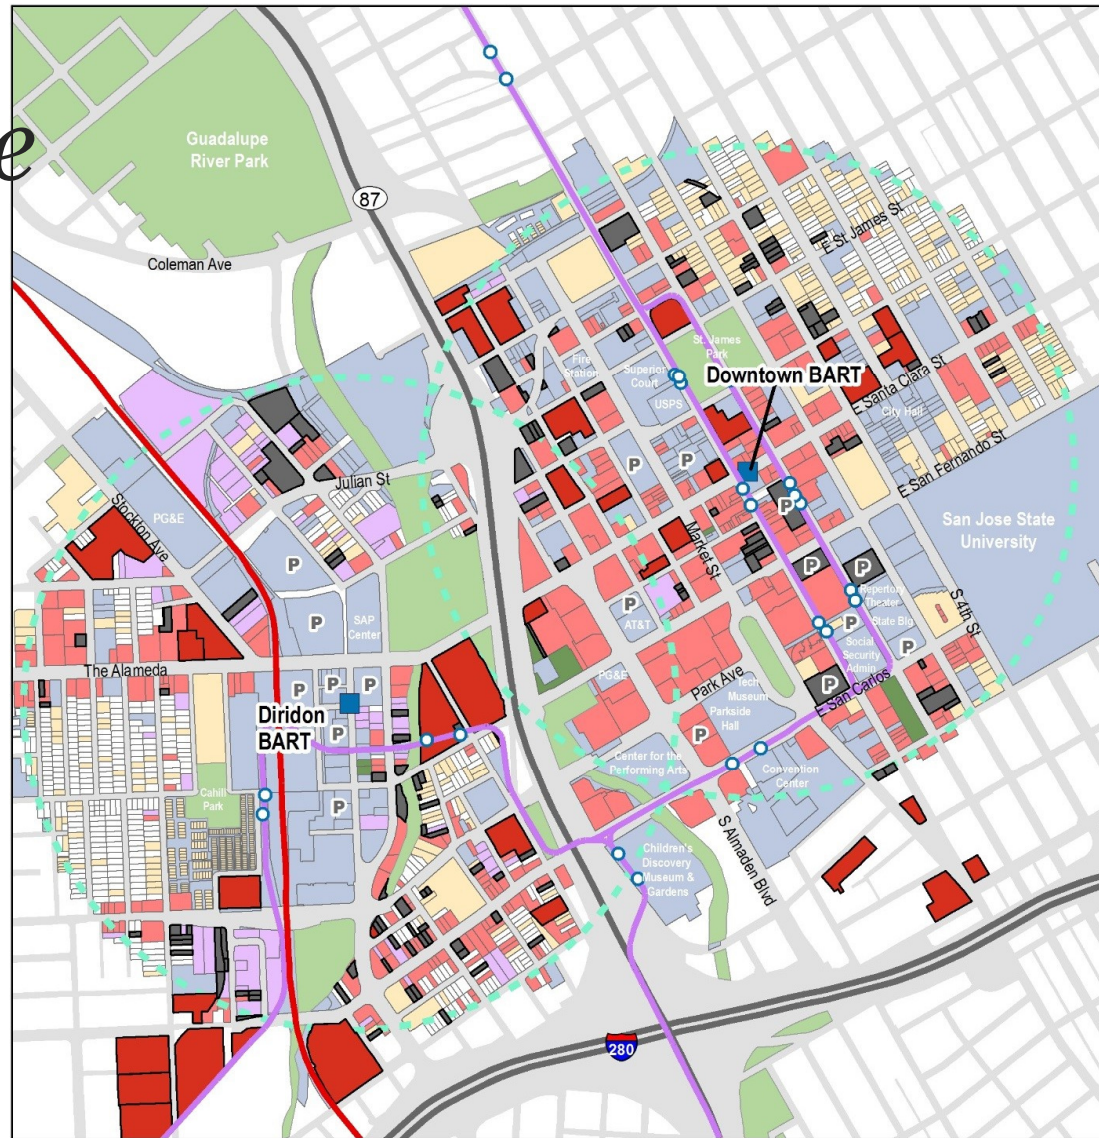 e
Guadalupe
River Park
87
Coleman Ave
E St James St
St. James
Park
Fire
Station
Superior
Court
Downtown BART
USPS
E Santa Clara St
City Hall
E San Fernando St
P
P
Julian St
Stockton Ave
PG&E
P
San Jose State
University
Market St
P
P
P
Repertory
Theater
S 4th St
P
SAP
Center
P
AT&T
P
State Blg
Social
Security
Admin
P
The Alameda
PG&E
Park Ave
Tech
Museum
Parkside
Hall
P
E San Carlos
P
P
P
Diridon
BART
P
P
Center for the
Performing Arts
Convention
Center
Cahill
Park
P
S Almaden Blvd
Children's
Discovery
Museum &
Gardens
280